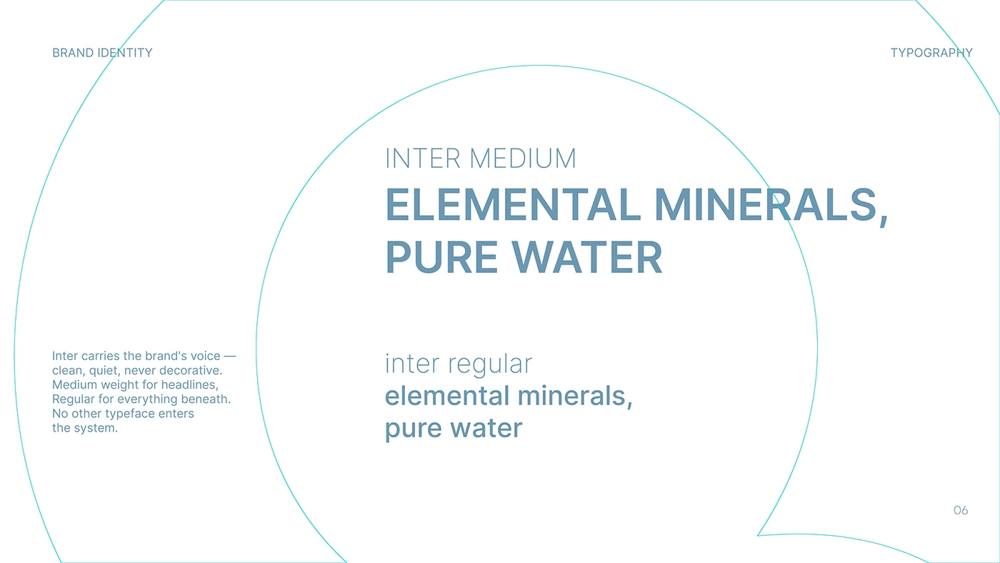 BRAND IDENTITY
TYPOGRAPHY
INTER MEDIUM
ELEMENTAL MINERALS,
PURE WATER
Inter carries the brand's voice —
clean, quiet, never decorative.
Medium weight for headlines,
Regular for everything beneath.
No other typeface enters
the system.
inter regular
elemental minerals,
pure water
06